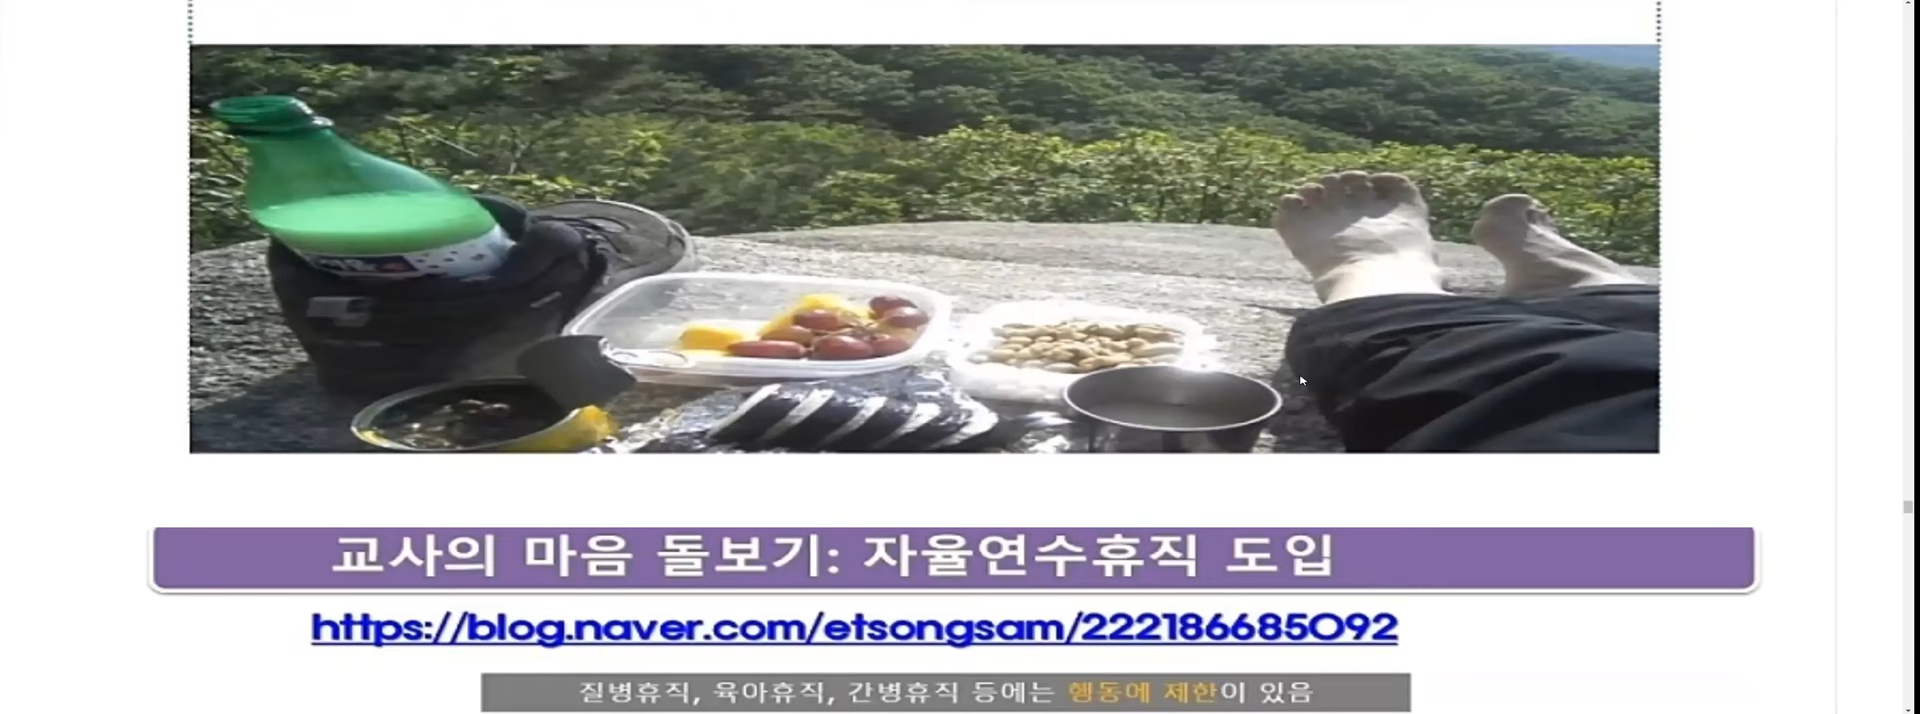 교사의 마음 돌보기: 자율연수휴직 도입
https://blog.naver.com/etsongsam/222186685092
질병휴직, 육아휴직, 간병휴직 등에는 행동에 제한이 있음